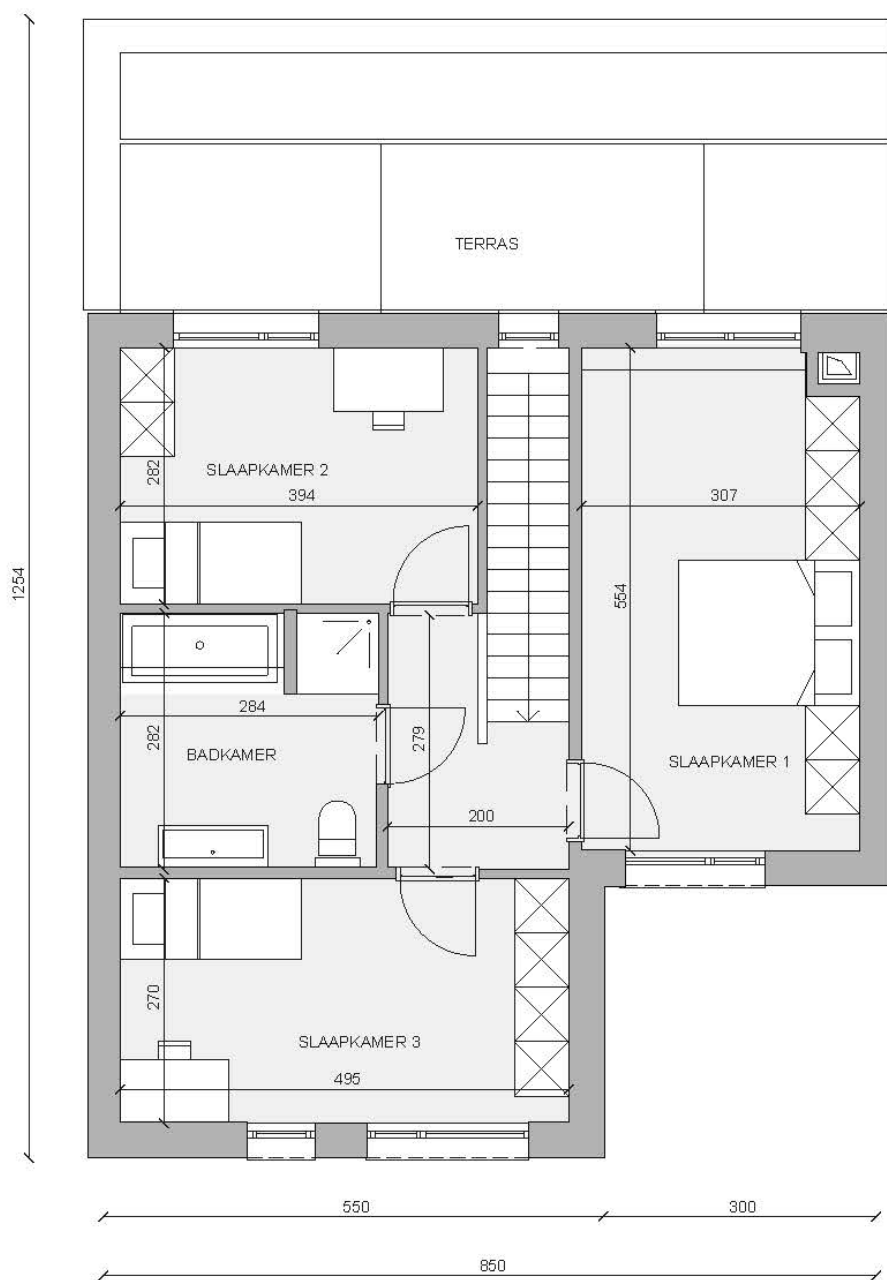 TERRAS
1254
SLAAPKAMER 2
282
394
307
554
284
282
BADKAMER
279
200
SLAAPKAMER 1
270
SLAAPKAMER 3
495
550
300
850